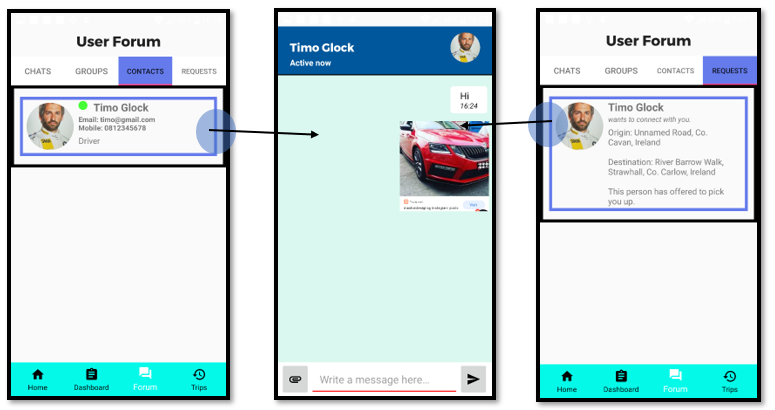 User Forum
CHATS GROUPS CONTACTS REQUESTS
Timo Glock
Email: timo@gmail.com
Mobile: 0812345678
Driver
Home Dashboard Forum Trips
Timo Glock
Active now
Hi
16:24
Write a message here...
User Forum
CHATS GROUPS CONTACTS REQUESTS
Timo Glock
wants to connect with you.
Origin: Unnamed Road, Co.
Cavan, Ireland
Destination: River Barrow Walk,
Strawhall, Co. Carlow, Ireland
This person has offered to pick
you up.
Home Dashboard Forum Trips